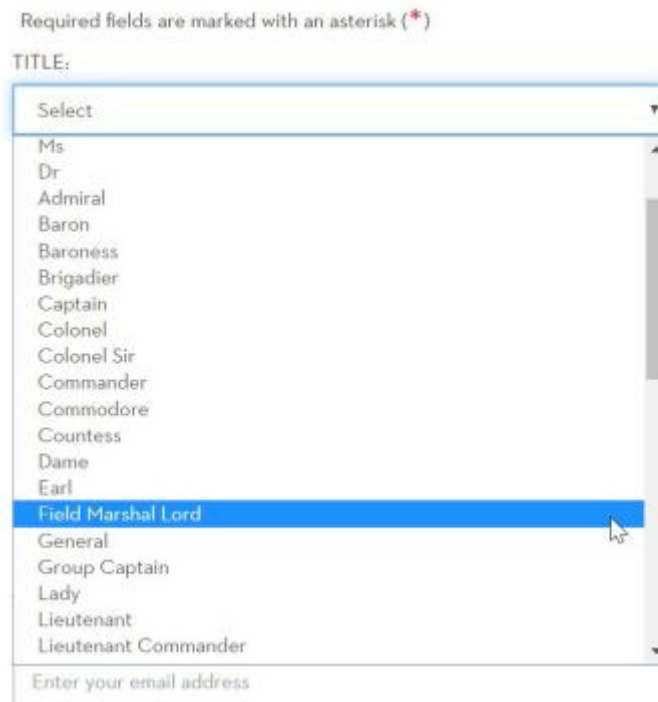 Required fields are marked with an asterisk (*)
TITLE:
Select
Ms
Dr
Admiral
Baron
Baroness
Brigadier
Captain
Colonel
Colonel Sir
Commander
Commodore
Countess
Dame
Earl
Field Marshal Lord
General
Group Captain
Lady
Lieutenant
Lieutenant Commander
Enter your email address